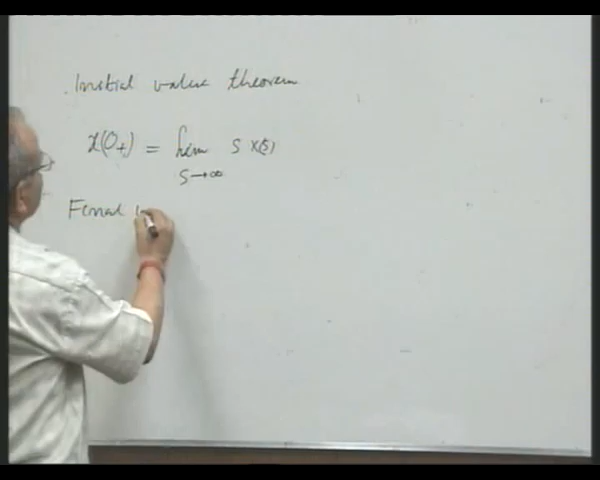 Initial value theorem
x(0+) = lim s X(s)
s→∞
Final